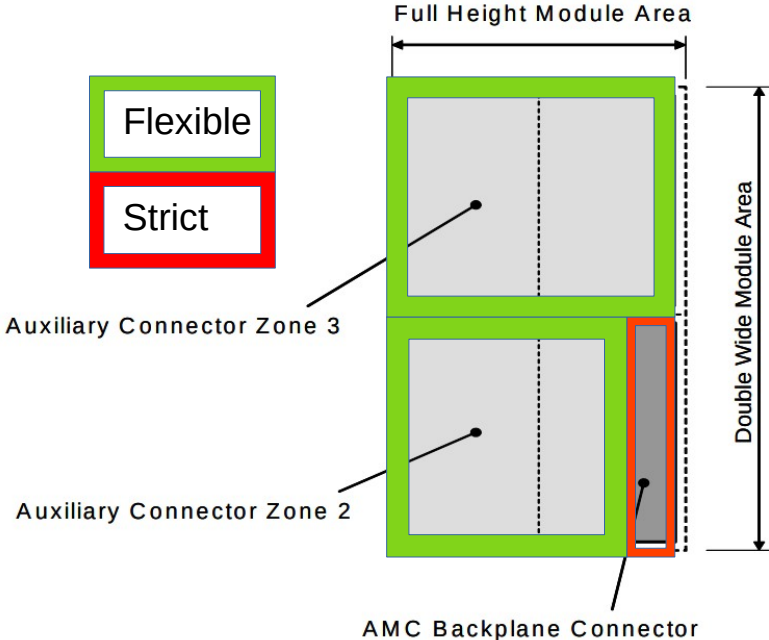 Full Height Module Area
Flexible
Strict
Double Wide Module Area
Auxiliary Connector Zone 3
Auxiliary Connector Zone 2
AMC Backplane Connector